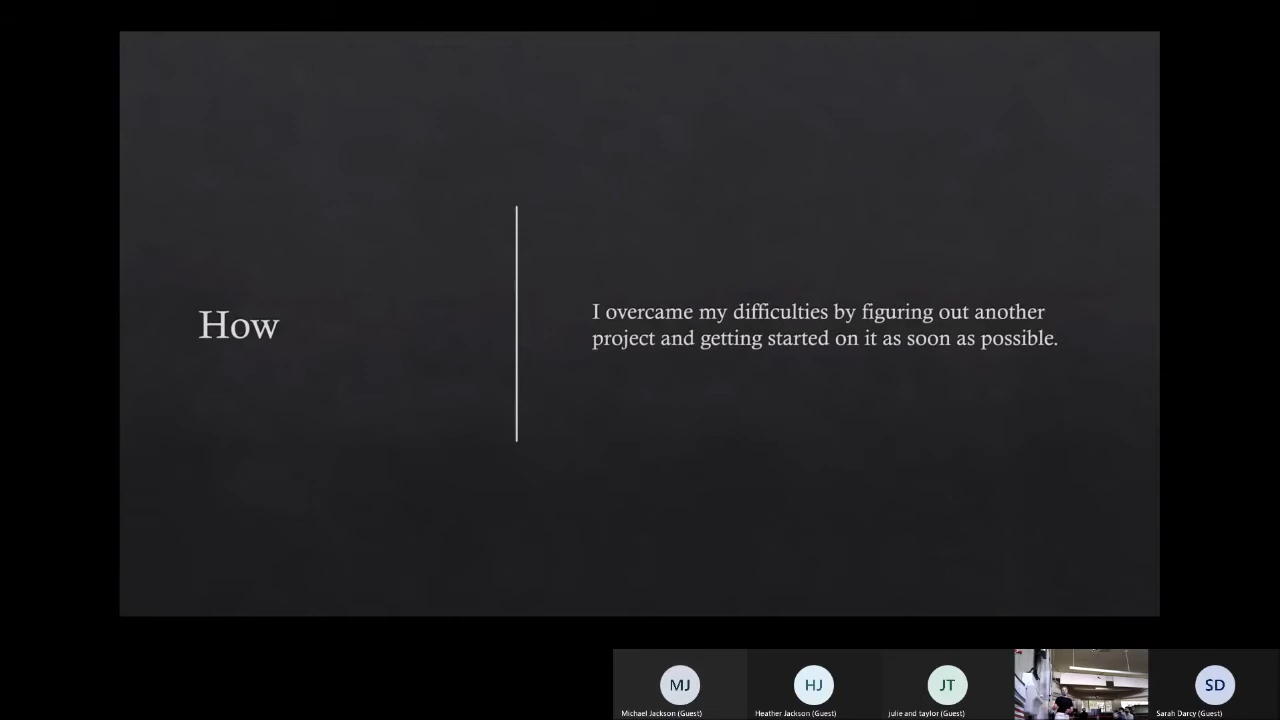 How
I overcame my difficulties by figuring out another
project and getting started on it as soon as possible.
MJ
HJ
JT
SD
Michael Jackson (Guest)
Heather Jackson (Guest)
julie and taylor (Guest)
Sarah Darcy (Guest)